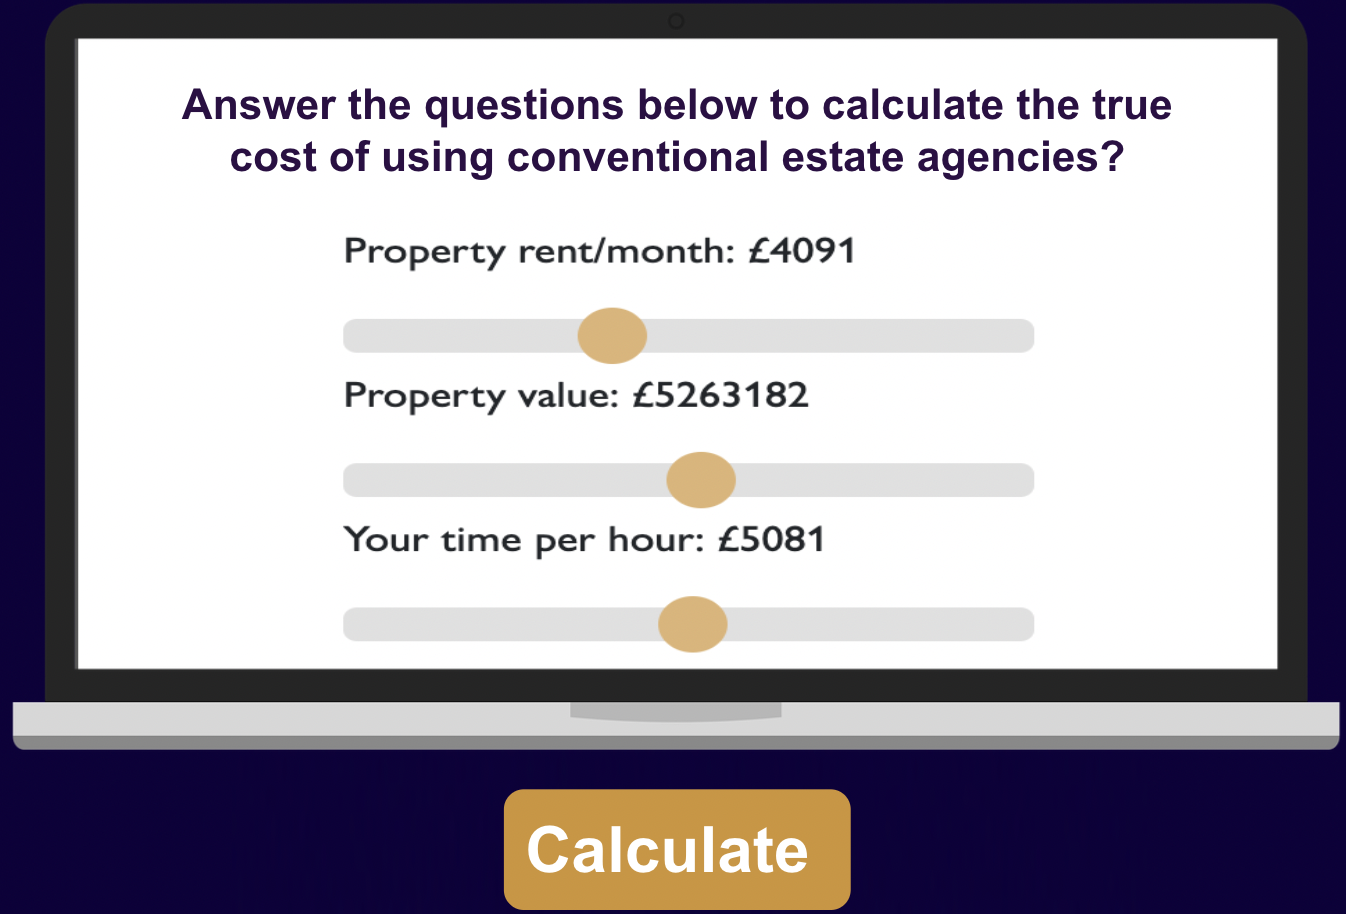 Answer the questions below to calculate the true
cost of using conventional estate agencies?
Property rent/month: £4091
Property value: £5263182
Your time per hour: £5081
Calculate